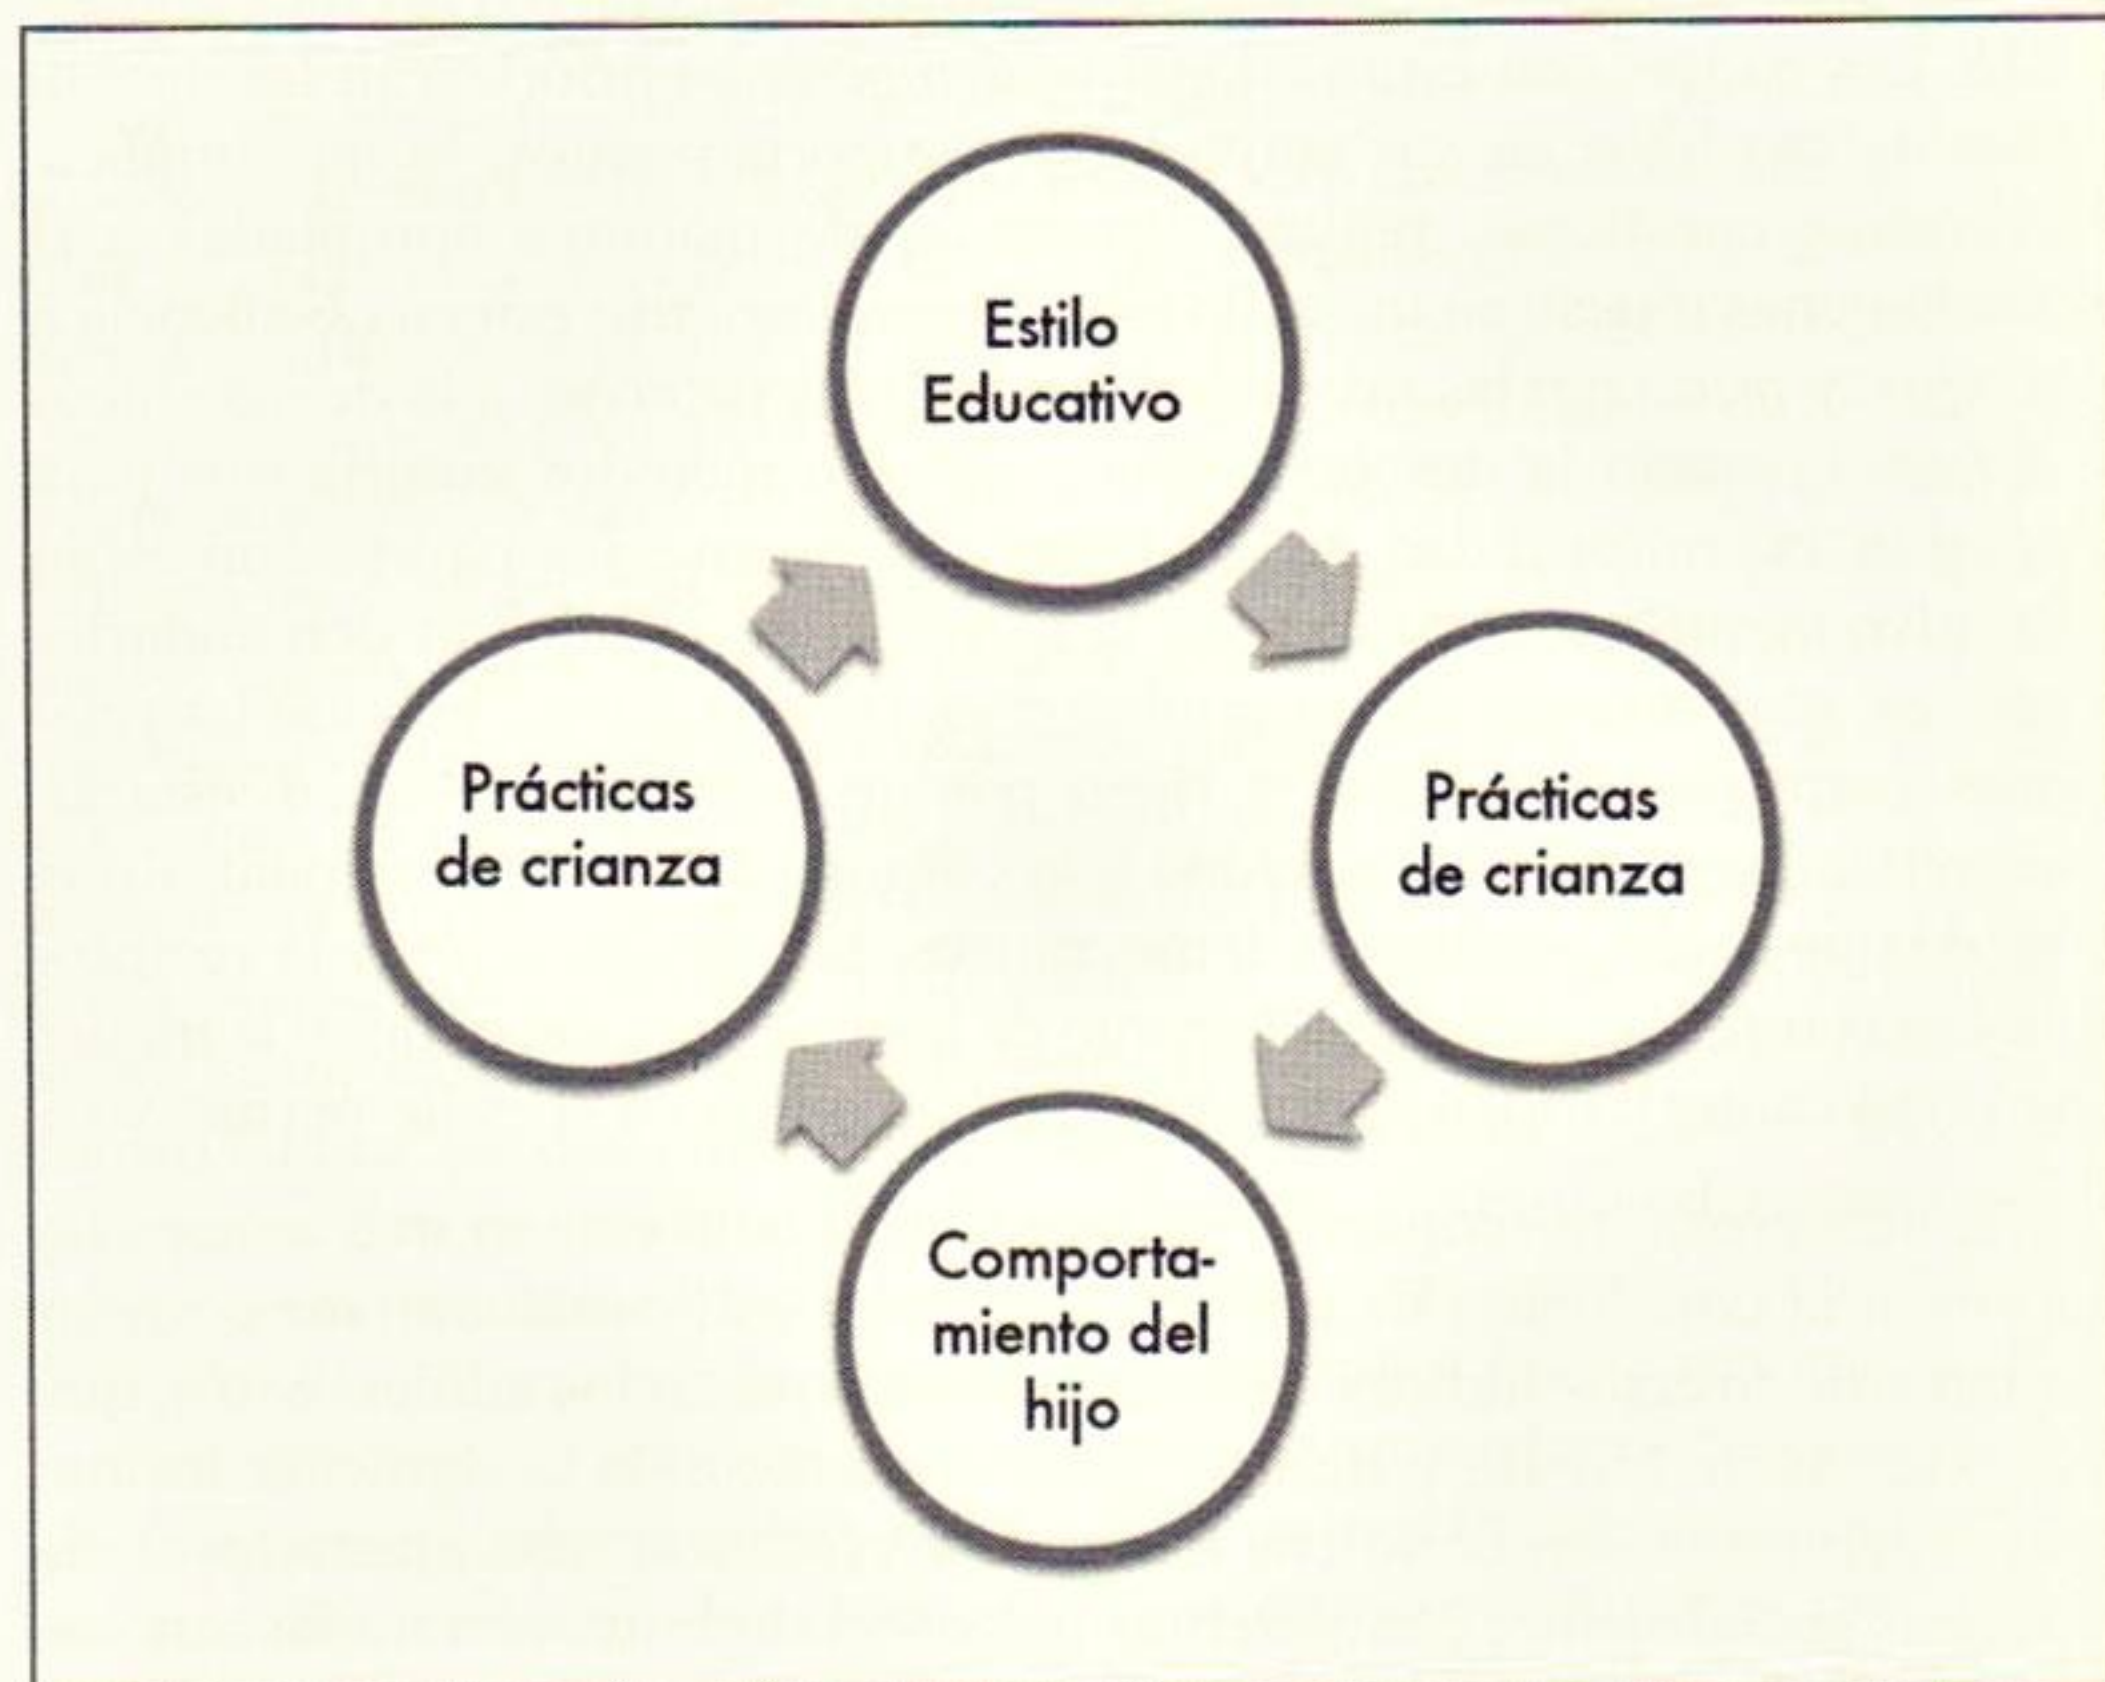 Estilo
Educativo
Prácticas
de crianza
Prácticas
de crianza
Comporta-
miento del
hijo